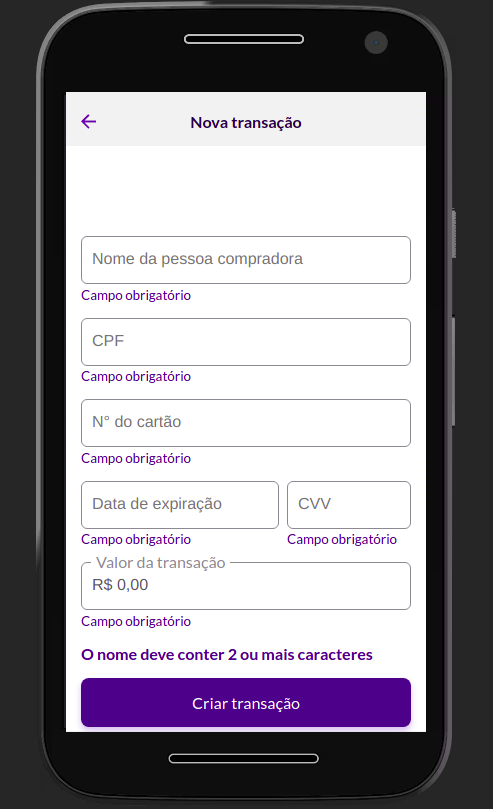 Nova transação
Nome da pessoa compradora
Campo obrigatório
CPF
Campo obrigatório
N° do cartão
Campo obrigatório
Data de expiração
CVV
Campo obrigatório
Campo obrigatório
Valor da transação
R$ 0,00
Campo obrigatório
O nome deve conter 2 ou mais caracteres
Criar transação